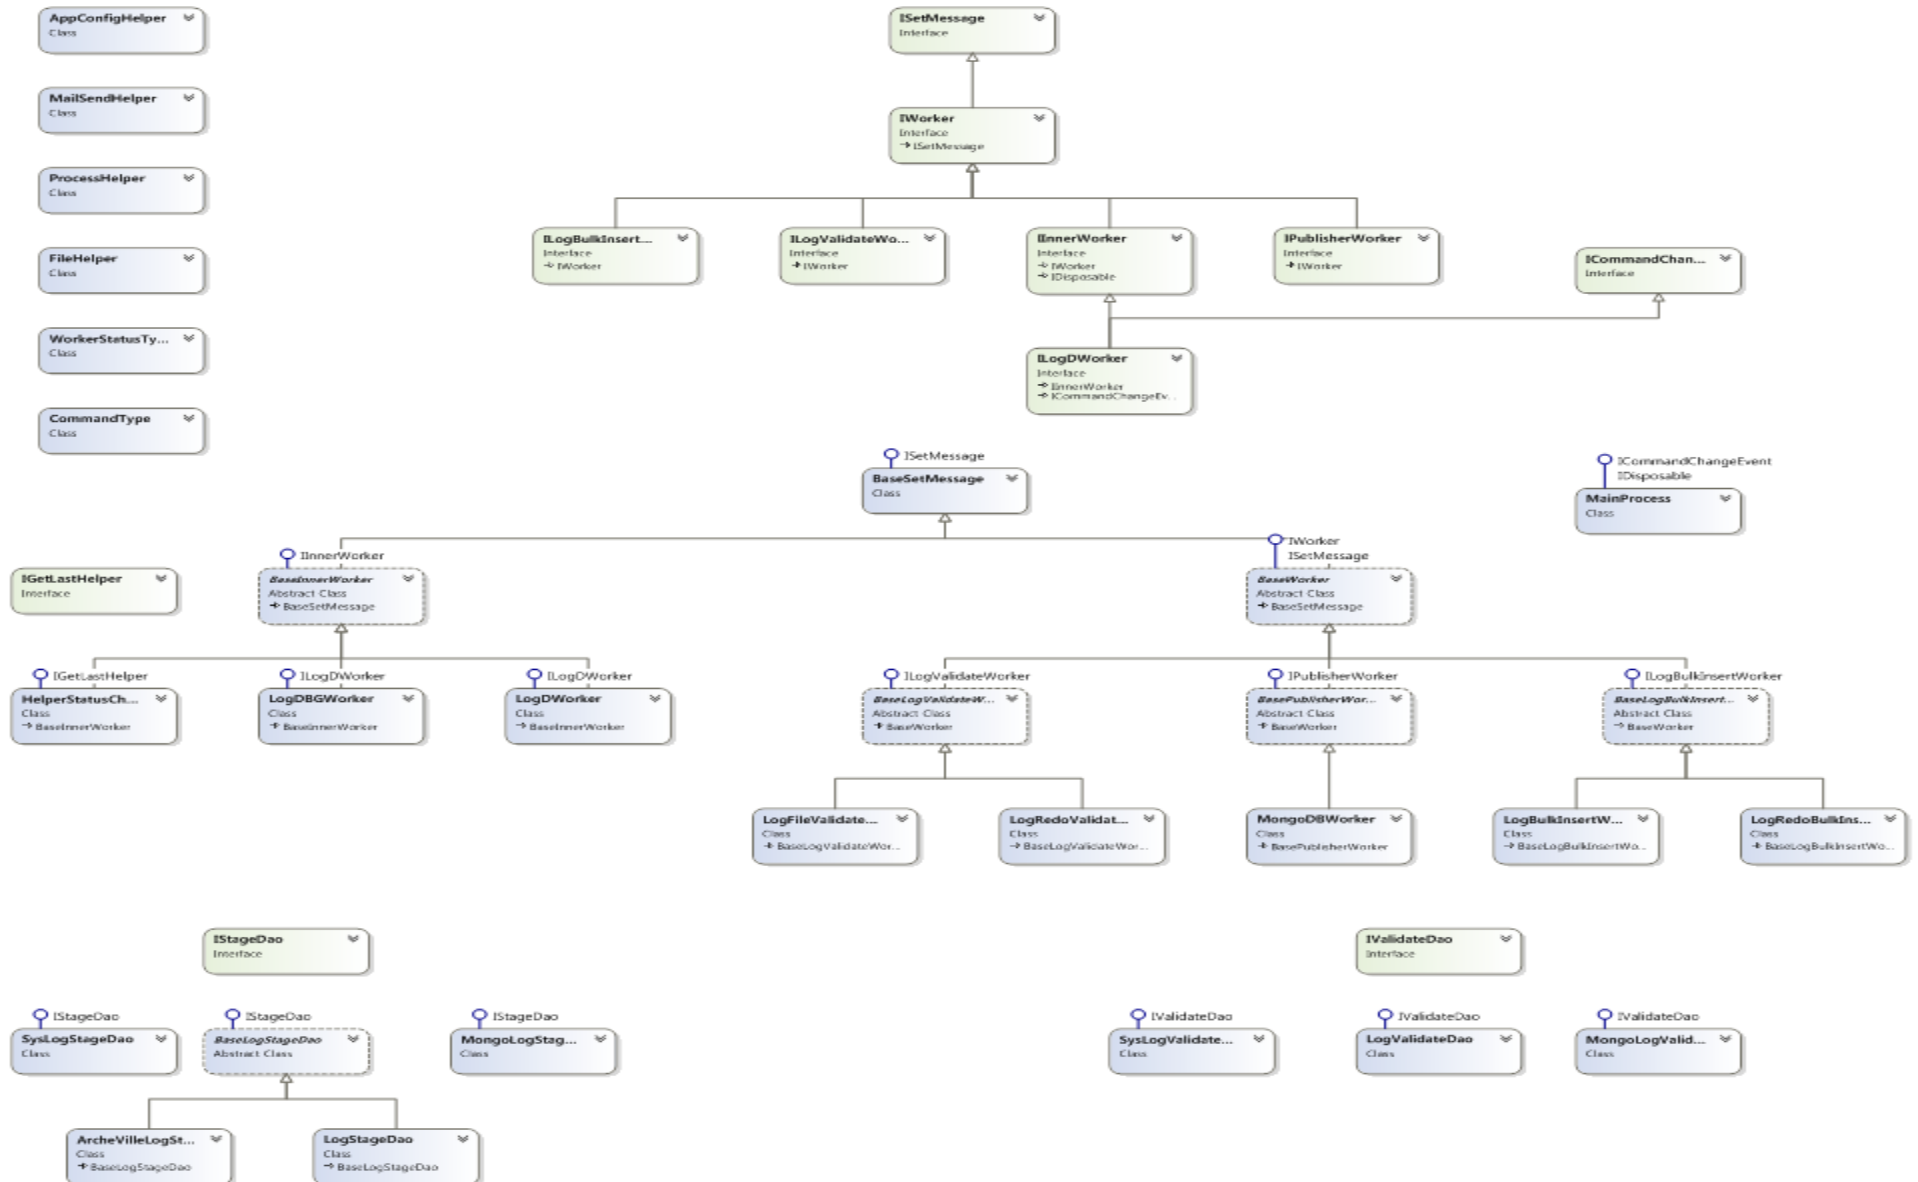 AppConfigHelper
Class
MailSendHelper
Class
ProcessHelper
Class
FileHelper
Class
WorkerStatusTy...
Class
CommandType
Class
ISetMessage
Interface
IWorker
Interface
ISetMessage
ILogBulkInsert...
Interface
IWorker
ILogValidateWo...
Interface
IWorker
IInnerWorker
Interface
IWorker
IDisposable
IPublisherWorker
Interface
IWorker
ICommandChan...
Interface
ILogDWorker
Interface
IInnerWorker
ICommandChangeEv...
ISetMessage
BaseSetMessage
Class
ICommandChangeEvent
IDisposable
MainProcess
Class
IGetLastHelper
Interface
IInnerWorker
BaseInnerWorker
Abstract Class
BaseSetMessage
IWorker
ISetMessage
BaseWorker
Abstract Class
BaseSetMessage
IGetLastHelper
HelperStatusCh...
Class
BaseInnerWorker
ILogDWorker
LogDBGWorker
Class
BaseInnerWorker
ILogDWorker
LogDWorker
Class
BaseInnerWorker
ILogValidateWorker
BaseLogValidateW...
Abstract Class
BaseWorker
IPublisherWorker
BasePublisherWor...
Abstract Class
BaseWorker
ILogBulkInsertWorker
BaseLogBulkInsert...
Abstract Class
BaseWorker
LogFileValidate...
Class
BaseLogValidateWor...
LogRedoValidat...
Class
BaseLogValidateWor...
MongoDBWorker
Class
BasePublisherWorker
LogBulkInsertW...
Class
BaseLogBulkInsertWo...
LogRedoBulkIns...
Class
BaseLogBulkInsertWo...
IStageDao
Interface
IValidateDao
Interface
IStageDao
SysLogStageDao
Class
IStageDao
BaseLogStageDao
Abstract Class
IStageDao
MongoLogStag...
Class
IValidateDao
SysLogValidate...
Class
IValidateDao
LogValidateDao
Class
IValidateDao
MongoLogValid...
Class
ArcheVilleLogSt...
Class
BaseLogStageDao
LogStageDao
Class
BaseLogStageDao